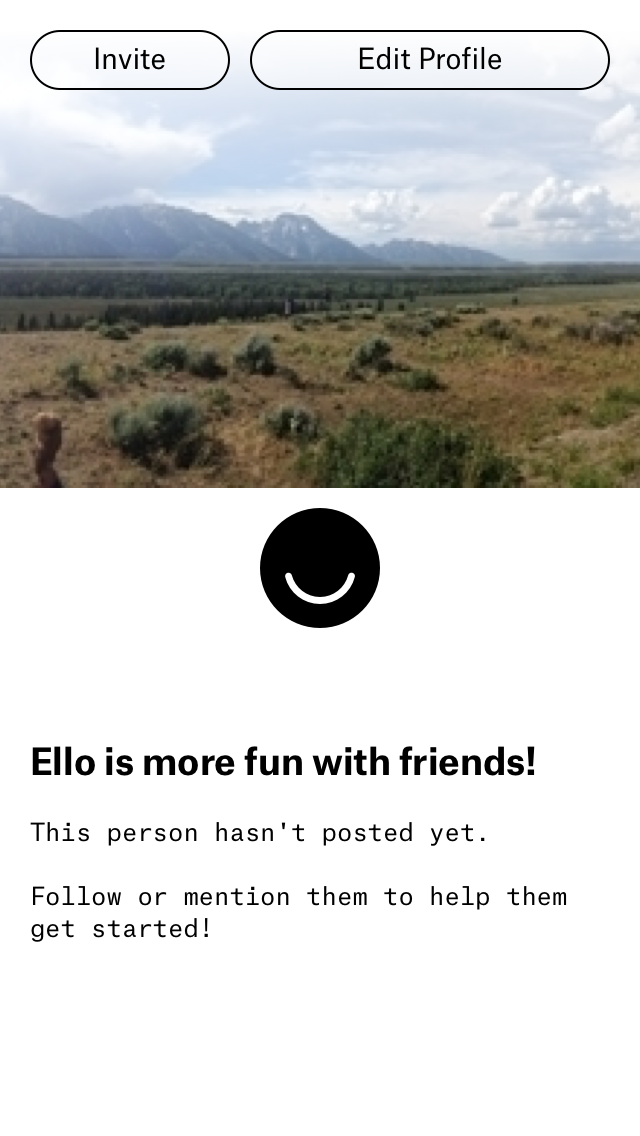 Invite
Edit Profile
Ello is more fun with friends!
This person hasn't posted yet.
Follow or mention them to help them
get started!